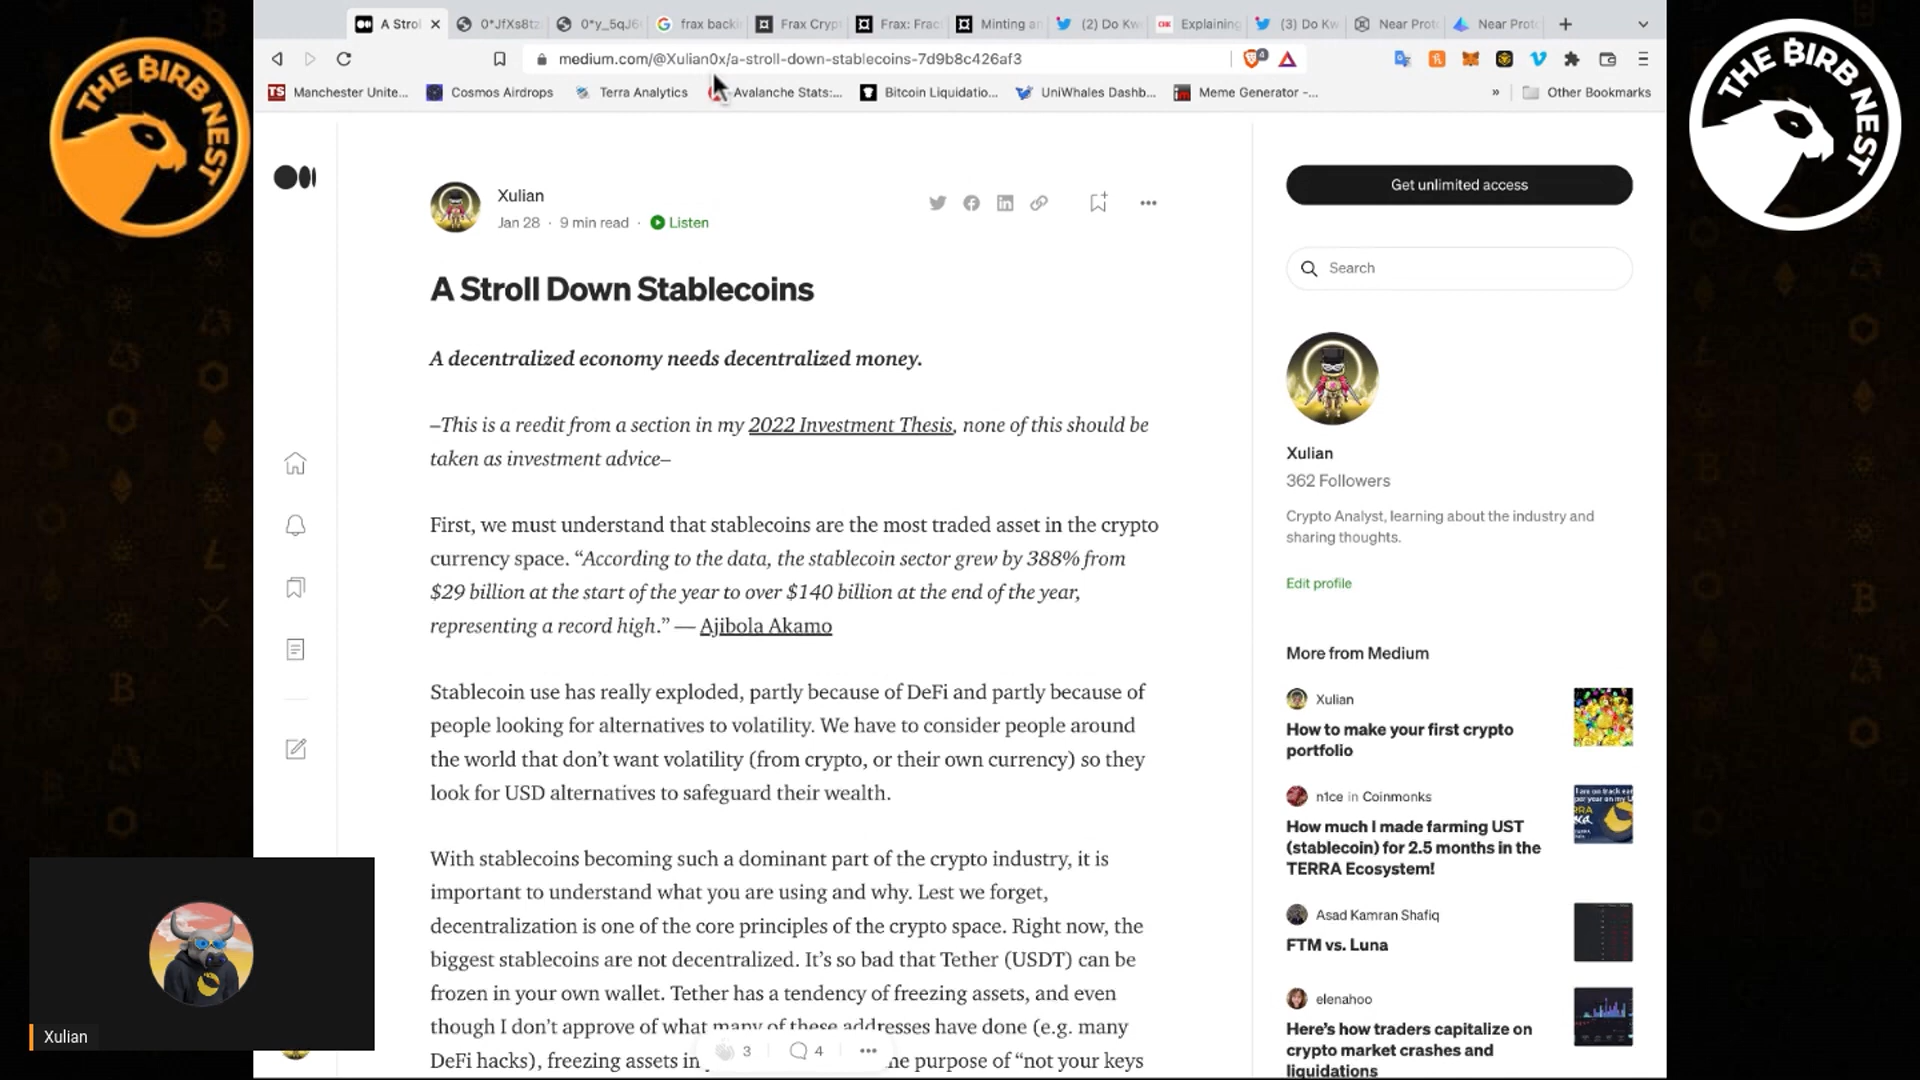 THE BIRB NEST
A Strol
0*JfXs8tz
0*y_5qJ6
frax backi
Frax Cryp
Frax: Frac
Minting a
(2) Do Kw
Explaining
(3) Do Kw
Near Prot
Near Prot
medium.com/@Xulian0x/a-stroll-down-stablecoins-7d9b8c426af3
4
TS Manchester Unite...
Cosmos Airdrops
Terra Analytics
Avalanche Stats:...
Bitcoin Liquidatio...
UniWhales Dashb...
Meme Generator -...
»
Other Bookmarks
THE BIRB NEST
Xulian
Jan 28 · 9 min read · Listen
A Stroll Down Stablecoins
A decentralized economy needs decentralized money.
–This is a reedit from a section in my 2022 Investment Thesis, none of this should be
taken as investment advice–
First, we must understand that stablecoins are the most traded asset in the crypto
currency space. “According to the data, the stablecoin sector grew by 388% from
$29 billion at the start of the year to over $140 billion at the end of the year,
representing a record high.” — Ajibola Akamo
Stablecoin use has really exploded, partly because of DeFi and partly because of
people looking for alternatives to volatility. We have to consider people around
the world that don’t want volatility (from crypto, or their own currency) so they
look for USD alternatives to safeguard their wealth.
With stablecoins becoming such a dominant part of the crypto industry, it is
important to understand what you are using and why. Lest we forget,
decentralization is one of the core principles of the crypto space. Right now, the
biggest stablecoins are not decentralized. It’s so bad that Tether (USDT) can be
frozen in your own wallet. Tether has a tendency of freezing assets, and even
though I don’t approve of what many of these addresses have done (e.g. many
DeFi hacks), freezing assets in the purpose of “not your keys
3
4
Get unlimited access
Search
Xulian
362 Followers
Crypto Analyst, learning about the industry and
sharing thoughts.
Edit profile
More from Medium
Xulian
How to make your first crypto
portfolio
n1ce in Coinmonks
How much I made farming UST
(stablecoin) for 2.5 months in the
TERRA Ecosystem!
Asad Kamran Shafiq
FTM vs. Luna
elenahoo
Here’s how traders capitalize on
crypto market crashes and
liquidations
Xulian